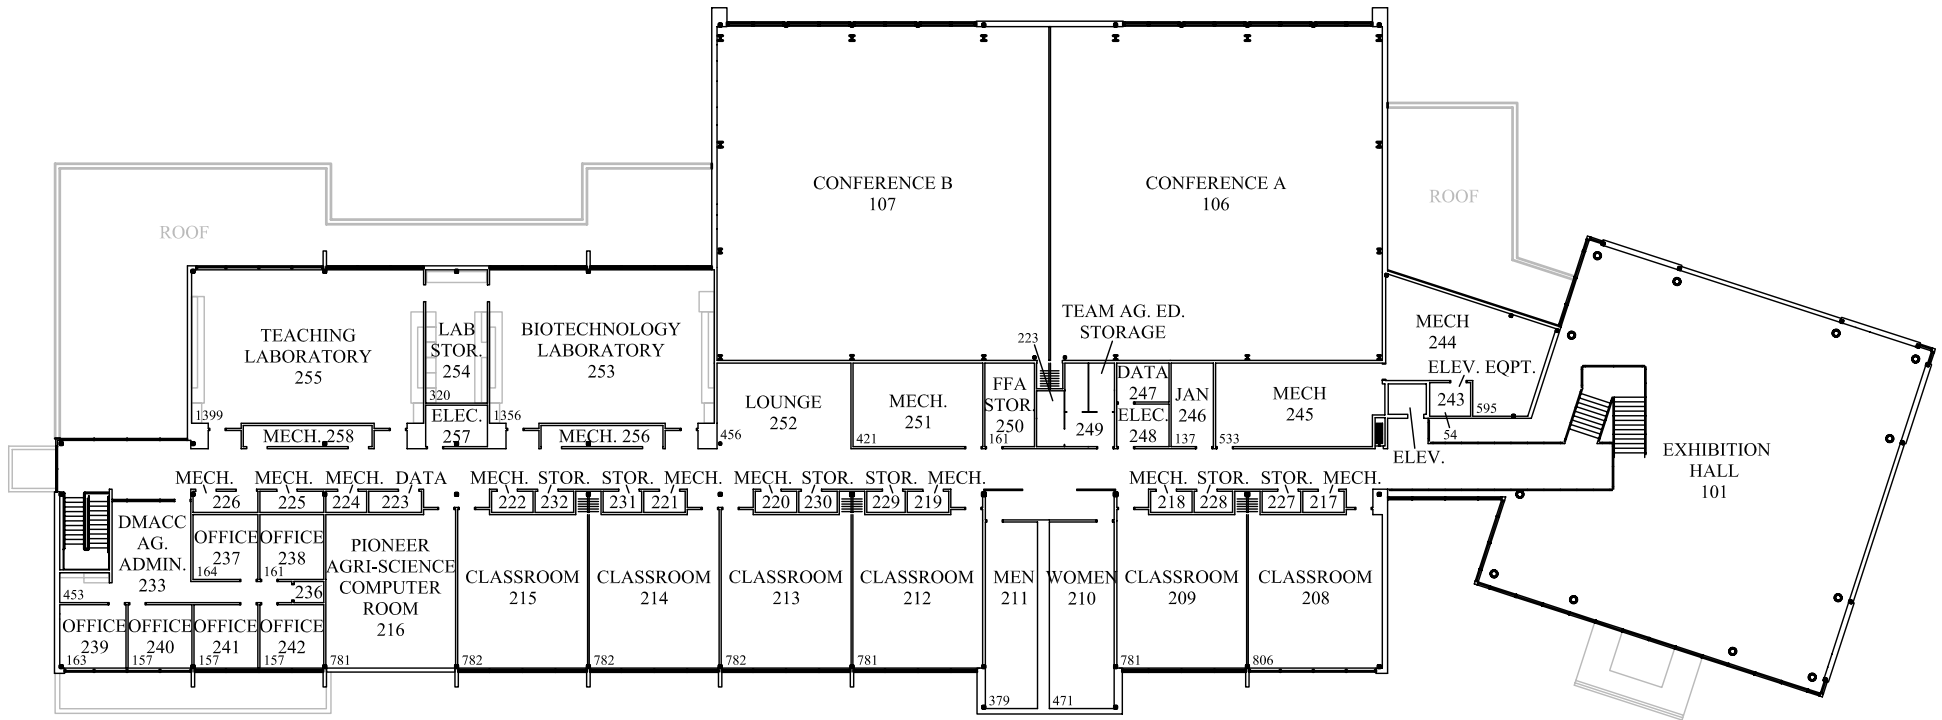 CONFERENCE B
107
CONFERENCE A
106
ROOF
ROOF
TEACHING
LABORATORY
255
1399
LAB
STOR.
254
320
BIOTECHNOLOGY
LABORATORY
253
1356
ELEC.
257
MECH. 258
MECH. 256
LOUNGE
252
456
MECH.
251
421
FFA
STOR.
250
161
223
TEAM AG. ED.
STORAGE
249
DATA
247
ELEC.
248
JAN
246
137
MECH
245
533
MECH
244
595
ELEV. EQPT.
243
54
ELEV.
EXHIBITION
HALL
101
MECH.
226
MECH.
225
MECH.
224
DATA
223
MECH.
222
STOR.
232
STOR.
231
MECH.
221
MECH.
220
STOR.
230
STOR.
229
MECH.
219
MECH.
218
STOR.
228
STOR.
227
MECH.
217
DMACC
AG.
ADMIN.
233
453
OFFICE
237
164
OFFICE
238
161
236
OFFICE
239
163
OFFICE
240
157
OFFICE
241
157
OFFICE
242
157
PIONEER
AGRI-SCIENCE
COMPUTER
ROOM
216
781
CLASSROOM
215
782
CLASSROOM
214
782
CLASSROOM
213
782
CLASSROOM
212
781
MEN
211
379
WOMEN
210
471
CLASSROOM
209
781
CLASSROOM
208
806